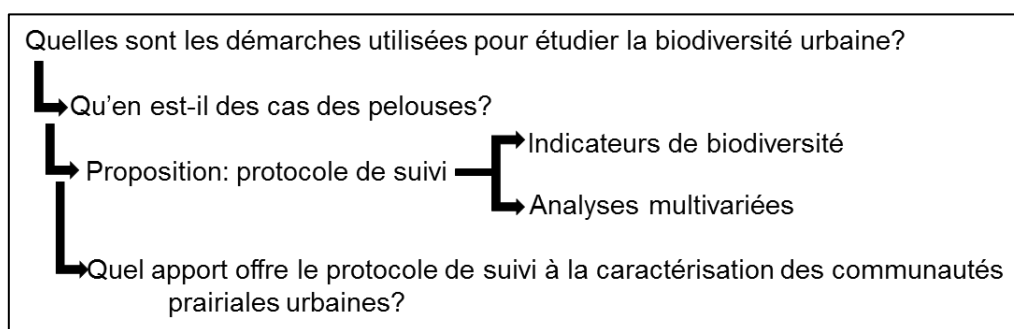 Quelles sont les démarches utilisées pour étudier la biodiversité urbaine?
Qu'en est-il des cas des pelouses?
Indicateurs de biodiversité
Proposition: protocole de suivi
Analyses multivariées
Quel apport offre le protocole de suivi à la caractérisation des communautés
prairiales urbaines?